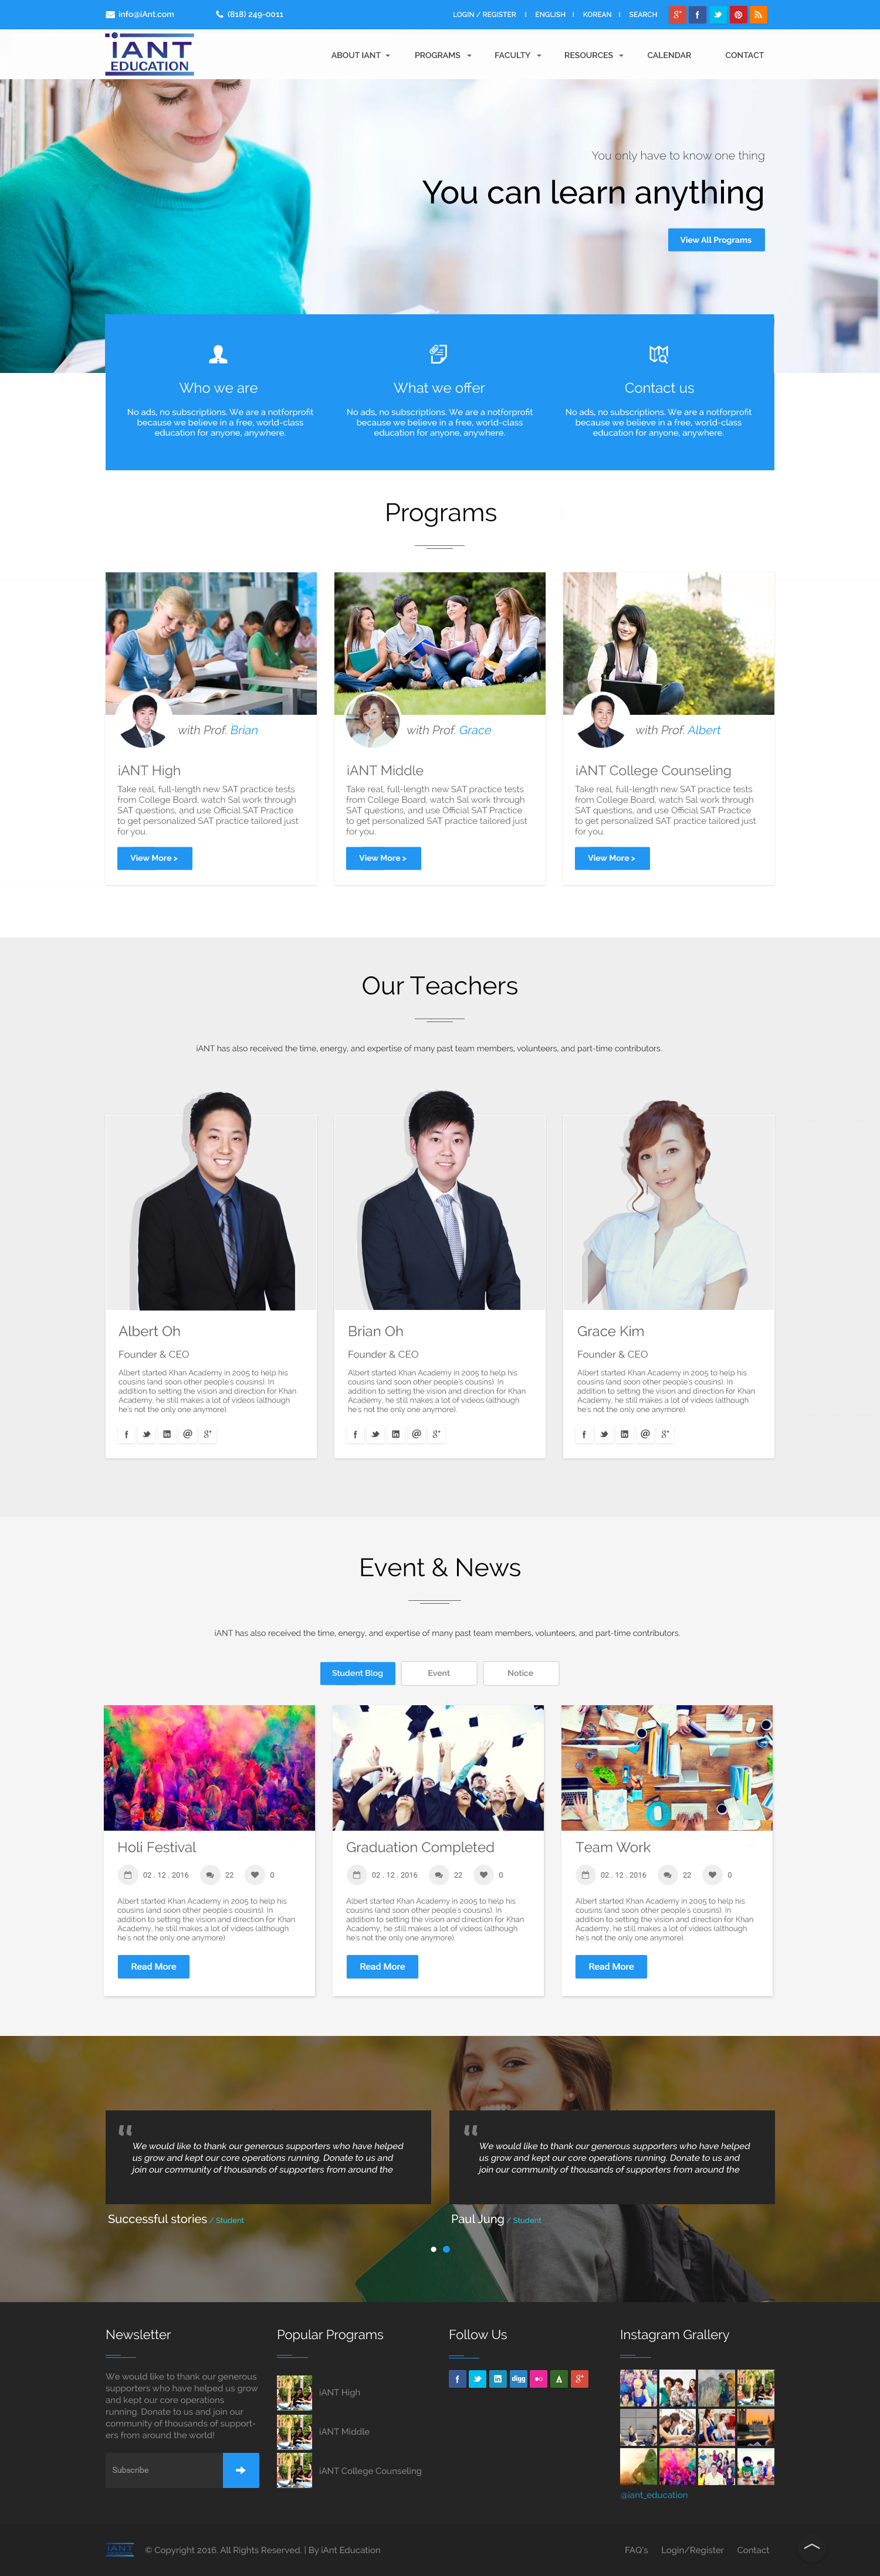 info@iAnt.com
(818) 249-0011
LOGIN / REGISTER | ENGLISH | KOREAN | SEARCH
iANT
EDUCATION
ABOUT IANT PROGRAMS FACULTY RESOURCES CALENDAR CONTACT
You only have to know one thing
You can learn anything
View All Programs
Who we are
No ads, no subscriptions. We are a notforprofit
because we believe in a free, world-class
education for anyone, anywhere.
What we offer
No ads, no subscriptions. We are a notforprofit
because we believe in a free, world-class
education for anyone, anywhere.
Contact us
No ads, no subscriptions. We are a notforprofit
because we believe in a free, world-class
education for anyone, anywhere.
Programs
with Prof. Brian
iANT High
Take real, full-length new SAT practice tests
from College Board, watch Sal work through
SAT questions, and use Official SAT Practice
to get personalized SAT practice tailored just
for you.
View More >
with Prof. Grace
iANT Middle
Take real, full-length new SAT practice tests
from College Board, watch Sal work through
SAT questions, and use Official SAT Practice
to get personalized SAT practice tailored just
for you.
View More >
with Prof. Albert
iANT College Counseling
Take real, full-length new SAT practice tests
from College Board, watch Sal work through
SAT questions, and use Official SAT Practice
to get personalized SAT practice tailored just
for you.
View More >
Our Teachers
iANT has also received the time, energy, and expertise of many past team members, volunteers, and part-time contributors.
Albert Oh
Founder & CEO
Albert started Khan Academy in 2005 to help his
cousins (and soon other people's cousins). In
addition to setting the vision and direction for Khan
Academy, he still makes a lot of videos (although
he's not the only one anymore).
Brian Oh
Founder & CEO
Albert started Khan Academy in 2005 to help his
cousins (and soon other people's cousins). In
addition to setting the vision and direction for Khan
Academy, he still makes a lot of videos (although
he's not the only one anymore).
Grace Kim
Founder & CEO
Albert started Khan Academy in 2005 to help his
cousins (and soon other people's cousins). In
addition to setting the vision and direction for Khan
Academy, he still makes a lot of videos (although
he's not the only one anymore).
Event & News
iANT has also received the time, energy, and expertise of many past team members, volunteers, and part-time contributors.
Student Blog
Event
Notice
Holi Festival
02 . 12 . 2016 22 0
Albert started Khan Academy in 2005 to help his
cousins (and soon other people's cousins). In
addition to setting the vision and direction for Khan
Academy, he still makes a lot of videos (although
he's not the only one anymore).
Read More
Graduation Completed
02 . 12 . 2016 22 0
Albert started Khan Academy in 2005 to help his
cousins (and soon other people's cousins). In
addition to setting the vision and direction for Khan
Academy, he still makes a lot of videos (although
he's not the only one anymore).
Read More
Team Work
02 . 12 . 2016 22 0
Albert started Khan Academy in 2005 to help his
cousins (and soon other people's cousins). In
addition to setting the vision and direction for Khan
Academy, he still makes a lot of videos (although
he's not the only one anymore).
Read More
We would like to thank our generous supporters who have helped
us grow and kept our core operations running. Donate to us and
join our community of thousands of supporters from around the
Successful stories / Student
We would like to thank our generous supporters who have helped
us grow and kept our core operations running. Donate to us and
join our community of thousands of supporters from around the
Paul Jung / Student
Newsletter
We would like to thank our generous
supporters who have helped us grow
and kept our core operations
running. Donate to us and join our
community of thousands of support-
ers from around the world!
Subscribe
Popular Programs
iANT High
iANT Middle
iANT College Counseling
Follow Us
digg
Instagram Grallery
@iant_education
iANT
© Copyright 2016. All Rights Reserved. | By iAnt Education
FAQ's Login/Register Contact